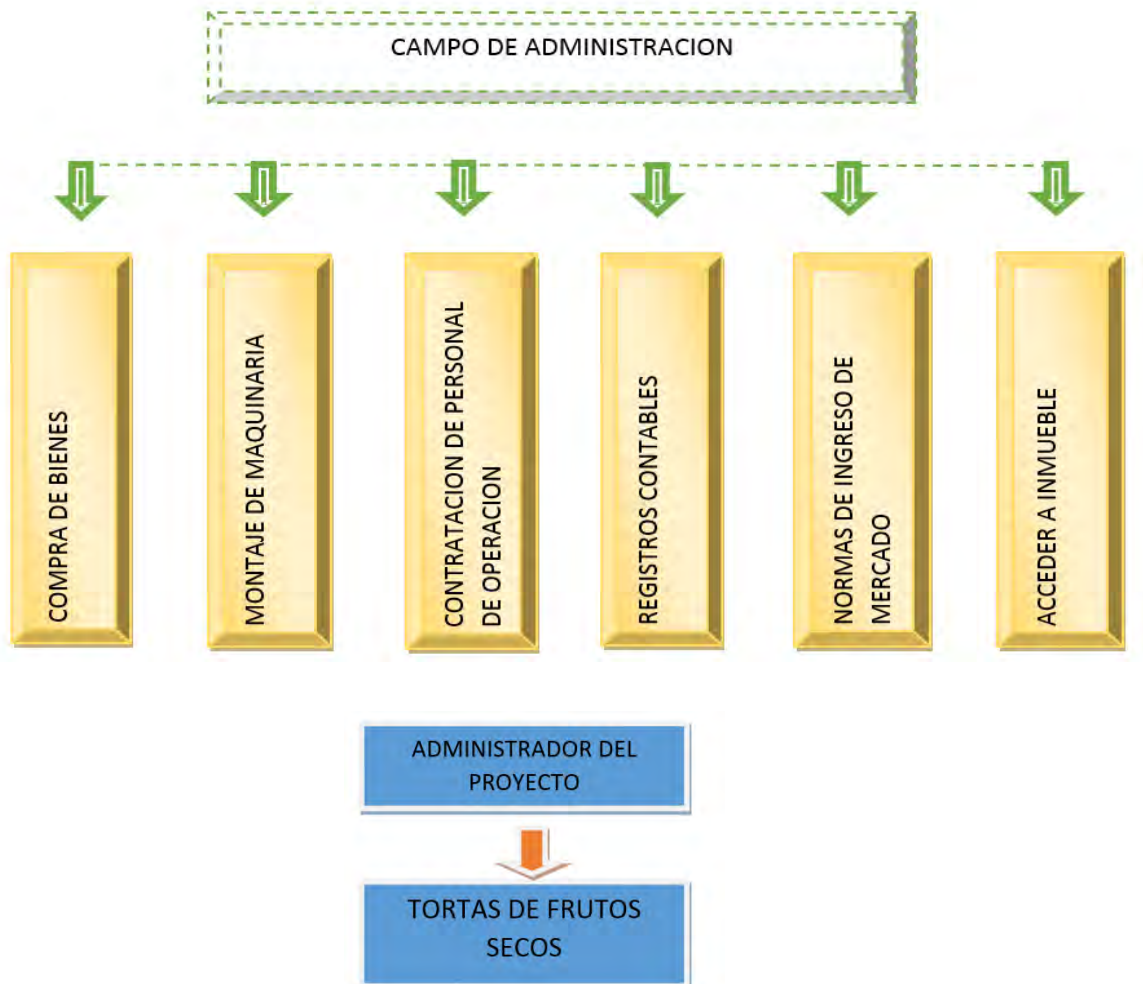 CAMPO DE ADMINISTRACION
COMPRA DE BIENES
MONTAJE DE MAQUINARIA
CONTRATACION DE PERSONAL
DE OPERACION
REGISTROS CONTABLES
NORMAS DE INGRESO DE
MERCADO
ACCEDER A INMUEBLE
ADMINISTRADOR DEL
PROYECTO
TORTAS DE FRUTOS
SECOS